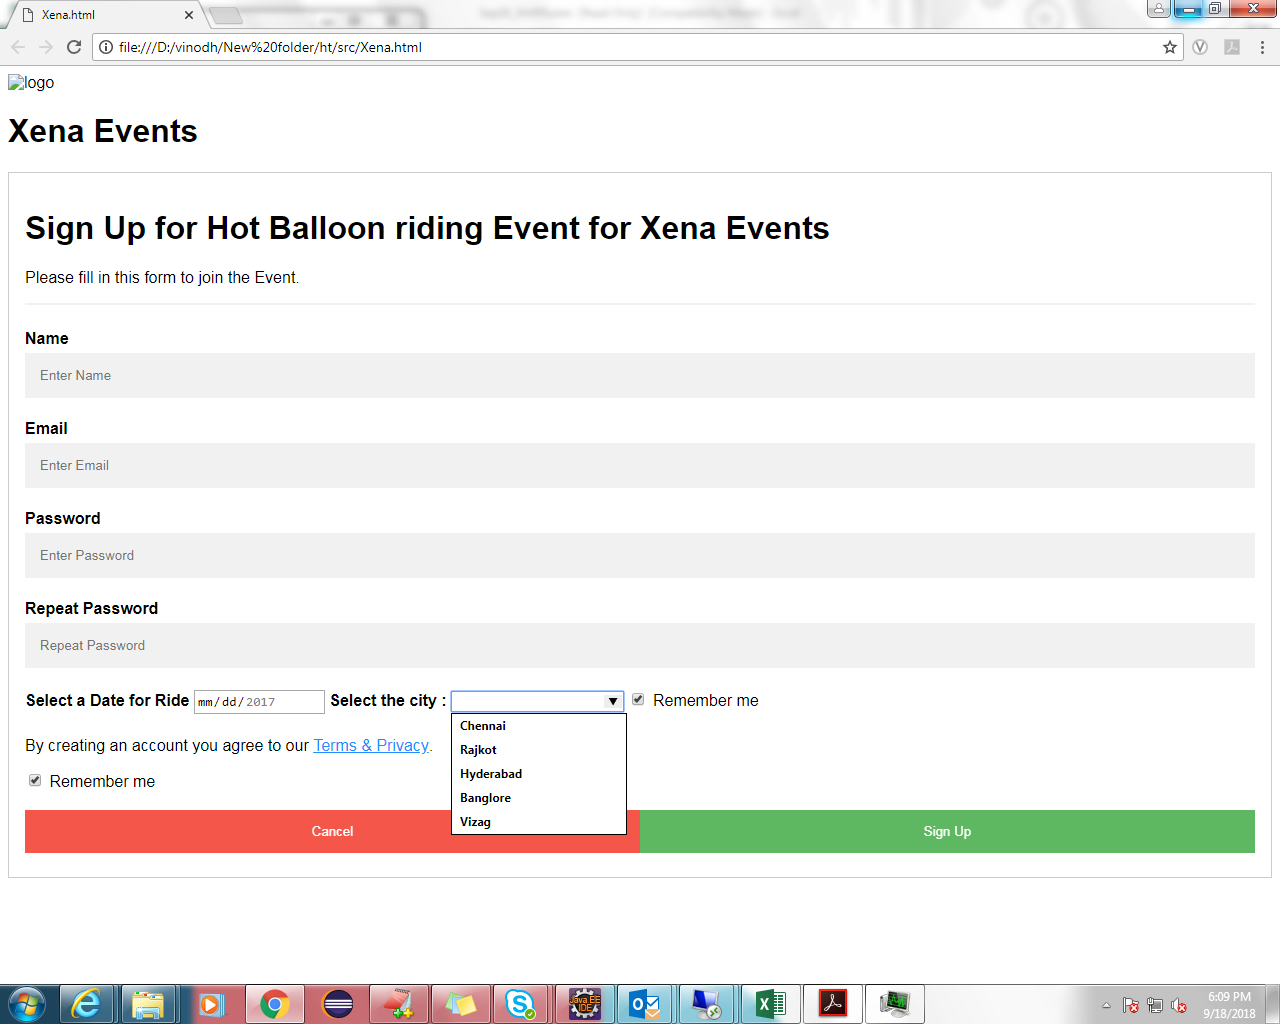 Xena.html
file:///D:/vinodh/New%20folder/ht/src/Xena.html
logo
Xena Events
Sign Up for Hot Balloon riding Event for Xena Events
Please fill in this form to join the Event.
Name
Enter Name
Email
Enter Email
Password
Enter Password
Repeat Password
Repeat Password
Select a Date for Ride mm/dd/2017 Select the city : Remember me
Chennai
Rajkot
Hyderabad
Banglore
Vizag
By creating an account you agree to our Terms & Privacy.
Remember me
Cancel
Sign Up
Java EE
IDE
6:09 PM
9/18/2018